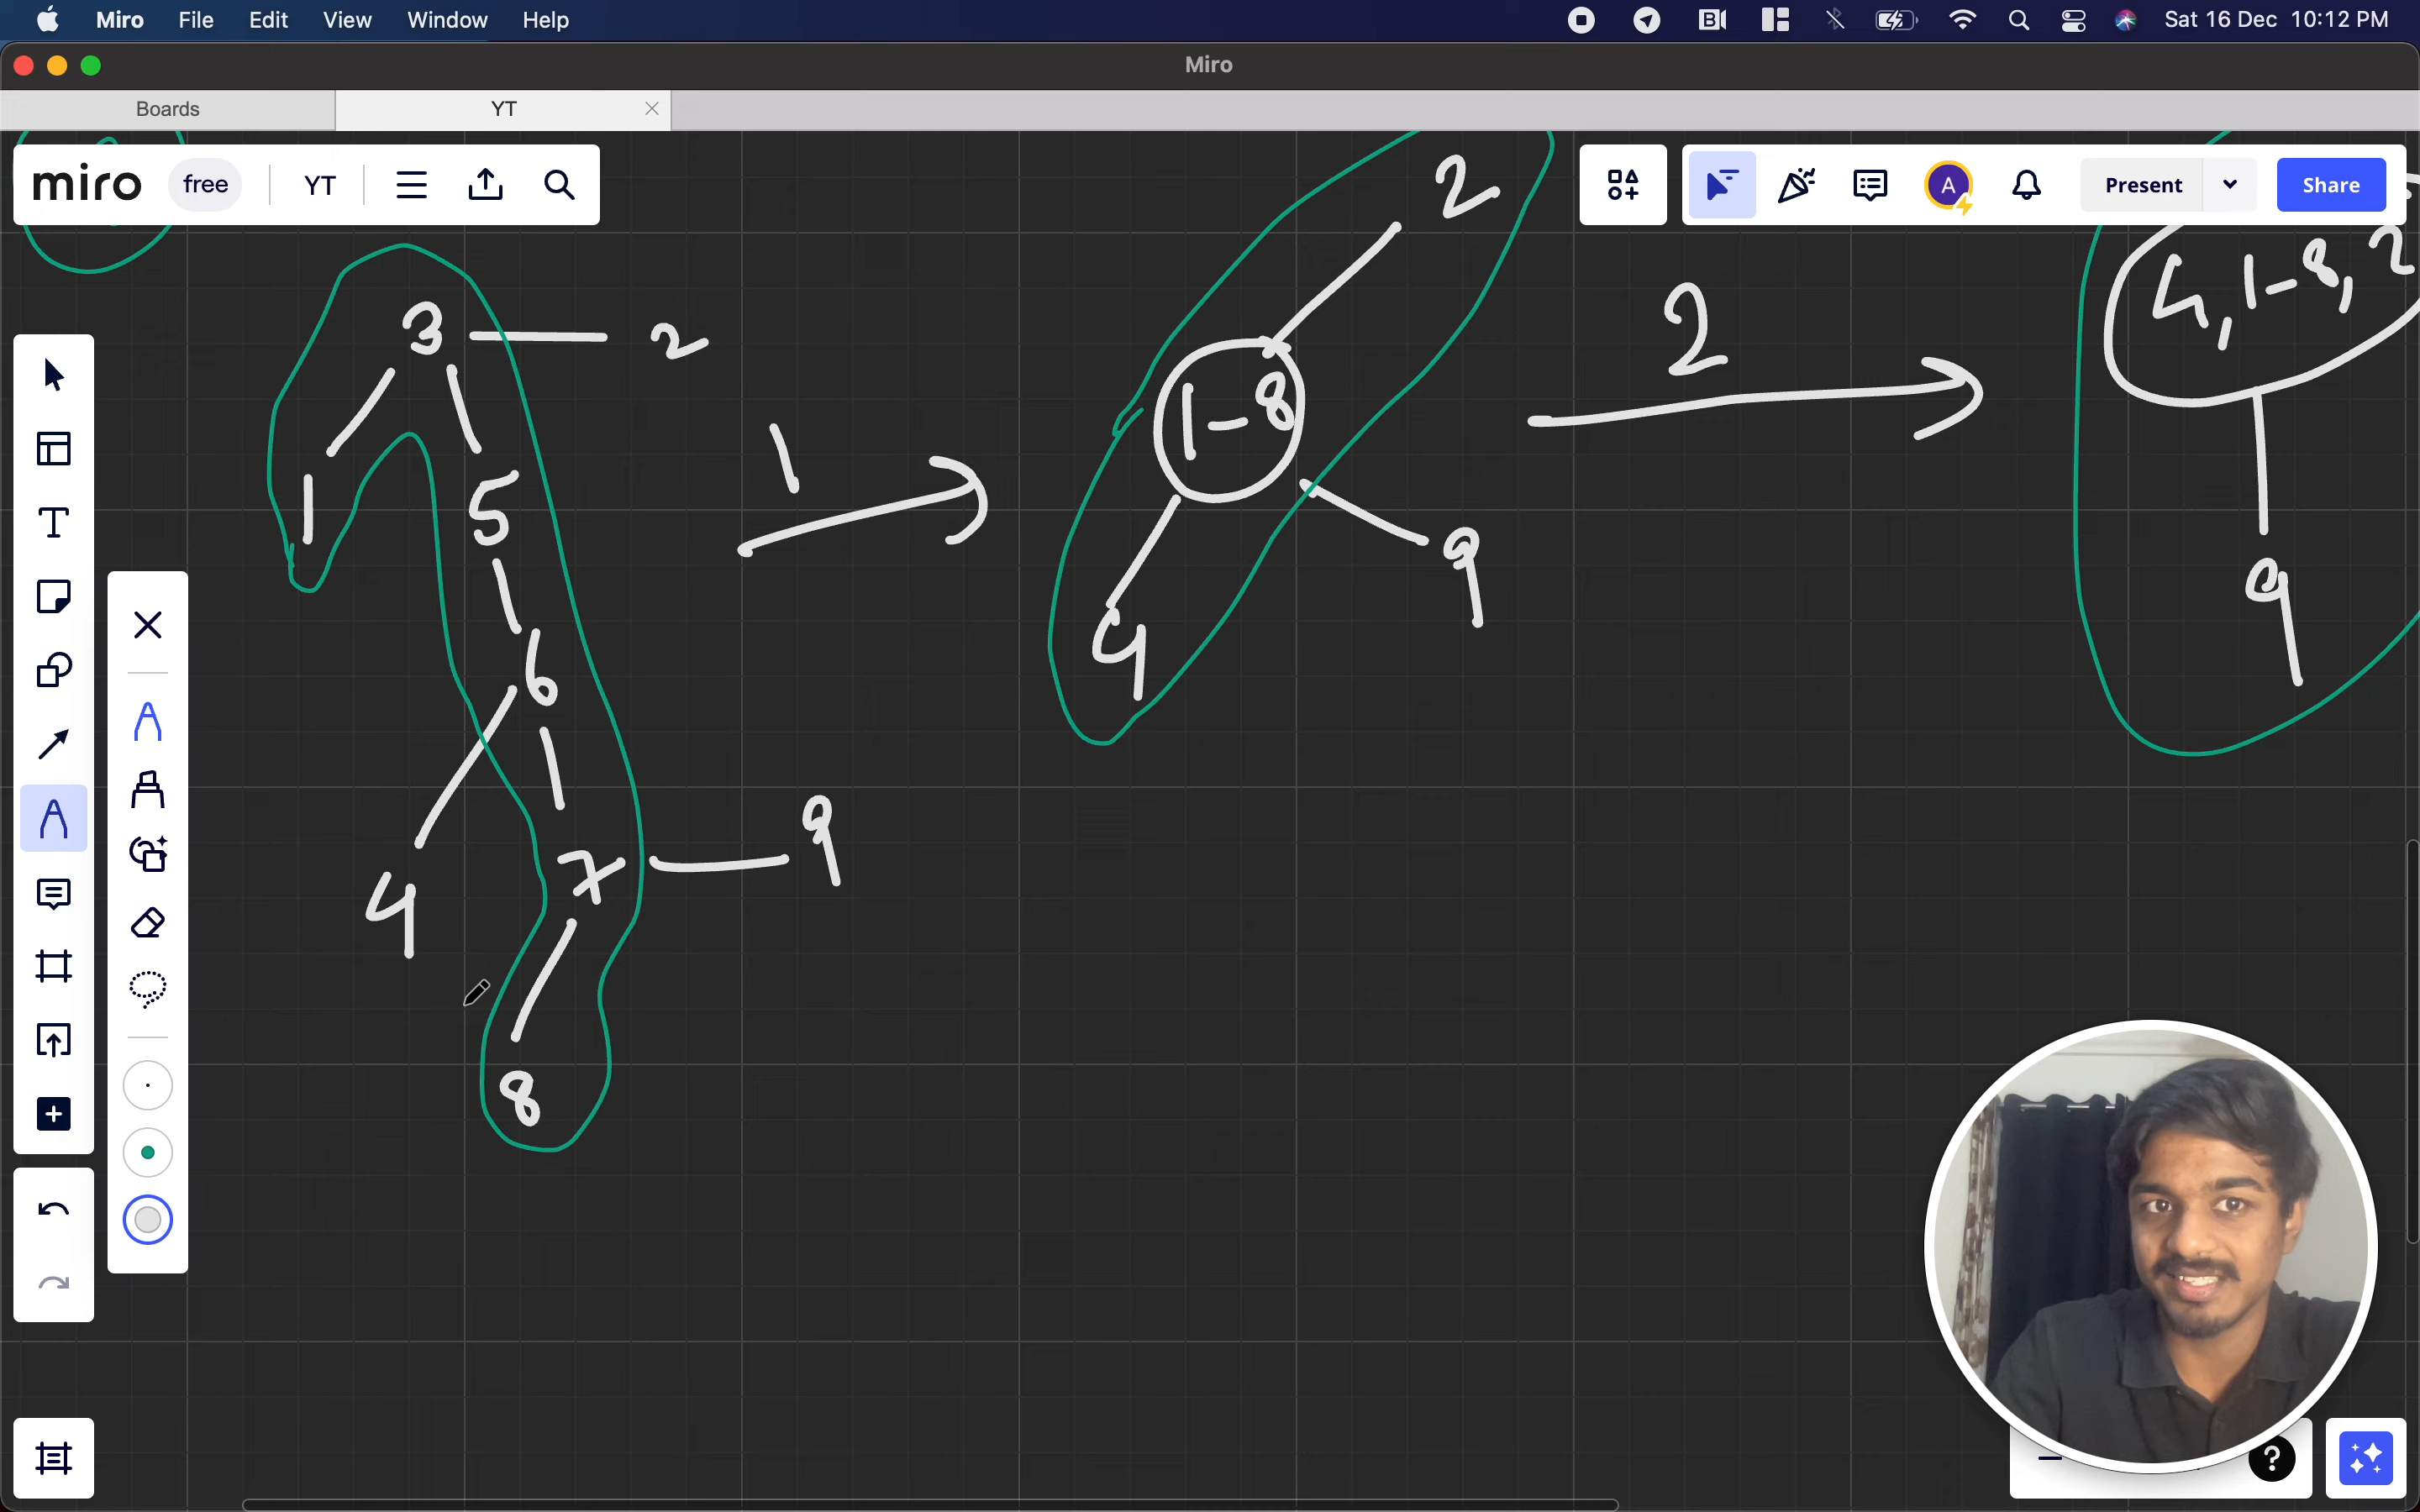 Miro File Edit View Window Help
Sat 16 Dec 10:12 PM
Miro
Boards
YT
miro free YT
Present
Share
2
4,1-8,2
2
3
2
1-8
1
1
5
9
9
6
4
9
7
4
8
A
?